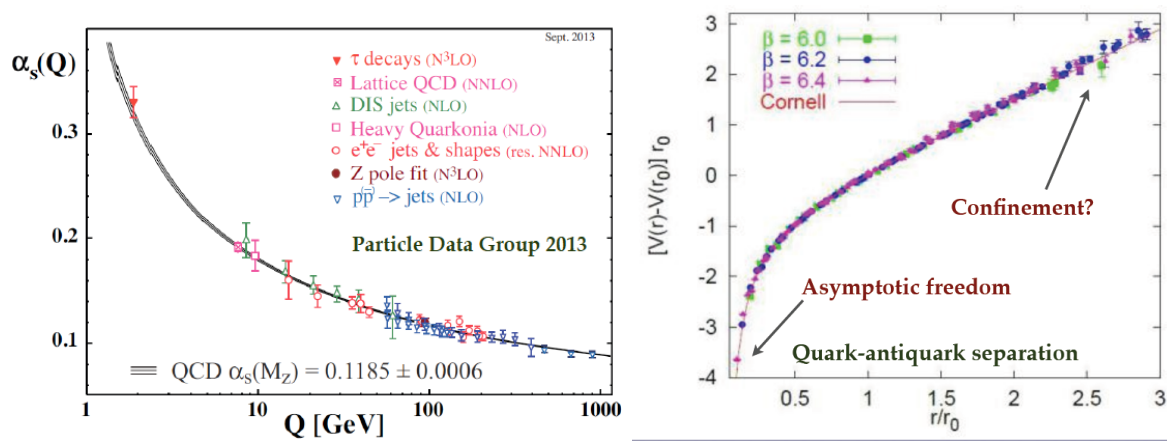 α_s(Q)
Sept. 2013
τ decays (N³LO)
Lattice QCD (NNLO)
DIS jets (NLO)
Heavy Quarkonia (NLO)
e⁺e⁻ jets & shapes (res. NNLO)
Z pole fit (N³LO)
pp̄ –> jets (NLO)
Particle Data Group 2013
0.3
0.2
0.1
QCD α_s(M_Z) = 0.1185 ± 0.0006
1 10 100 1000
Q [GeV]
[V(r)-V(r₀)] r₀
3
2
1
0
-1
-2
-3
-4
β = 6.0
β = 6.2
β = 6.4
Cornell
Confinement?
Asymptotic freedom
Quark-antiquark separation
0.5 1 1.5 2 2.5 3
r/r₀